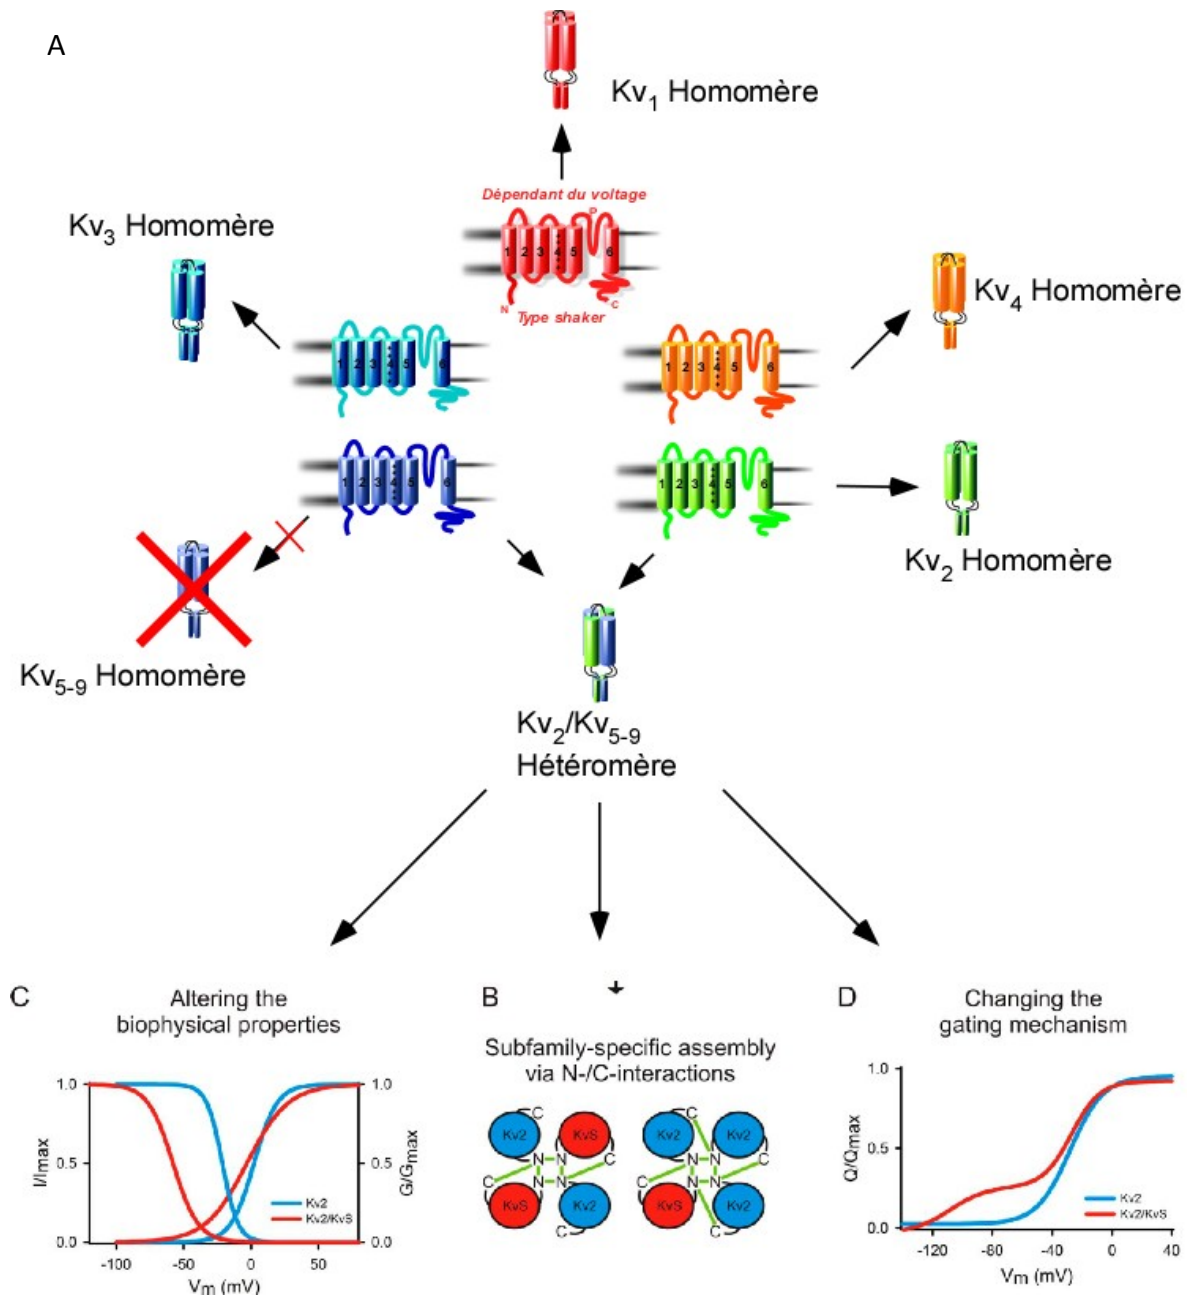 A
Kv1 Homomère
Dépendant du voltage
P
1 2 3 4 5 6
N
C
Type shaker
Kv3 Homomère
Kv4 Homomère
1 2 3 4 5 6
1 2 3 4 5 6
1 2 3 4 5 6
1 2 3 4 5 6
Kv2 Homomère
Kv5-9 Homomère
Kv2/Kv5-9
Hétéromère
C
Altering the
biophysical properties
1.0
0.5
0.0
I/Imax
1.0
0.5
0.0
G/Gmax
Kv2
Kv2/KvS
-100 -50 0 50
Vm (mV)
B
Subfamily-specific assembly
via N-/C-interactions
C
Kv2 KvS
N N
C
C
N N
KvS Kv2
C
C
Kv2 Kv2
N N
C
C
N N
KvS Kv2
C
D
Changing the
gating mechanism
1.0
0.5
0.0
Q/Qmax
Kv2
Kv2/KvS
-120 -80 -40 0 40
Vm (mV)